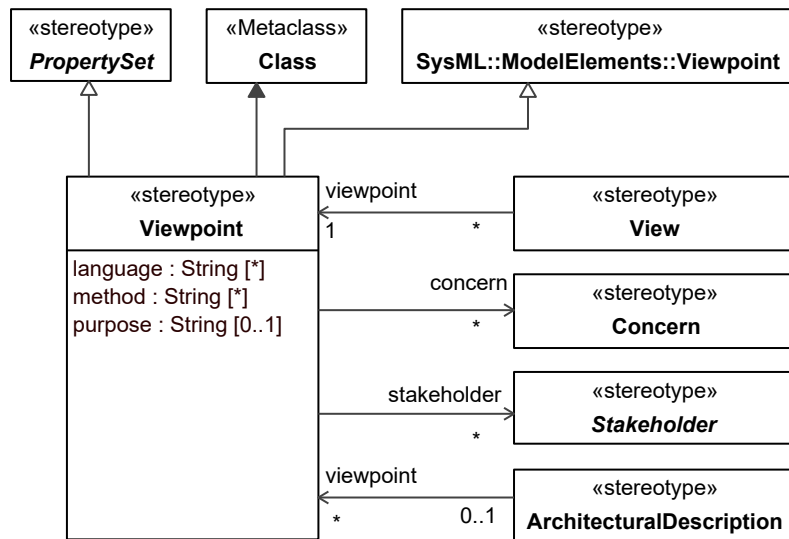 «stereotype»
PropertySet
«Metaclass»
Class
«stereotype»
SysML::ModelElements::Viewpoint
«stereotype»
Viewpoint
language : String [*]
method : String [*]
purpose : String [0..1]
viewpoint
1
*
«stereotype»
View
concern
*
«stereotype»
Concern
stakeholder
*
«stereotype»
Stakeholder
viewpoint
*
0..1
«stereotype»
ArchitecturalDescription